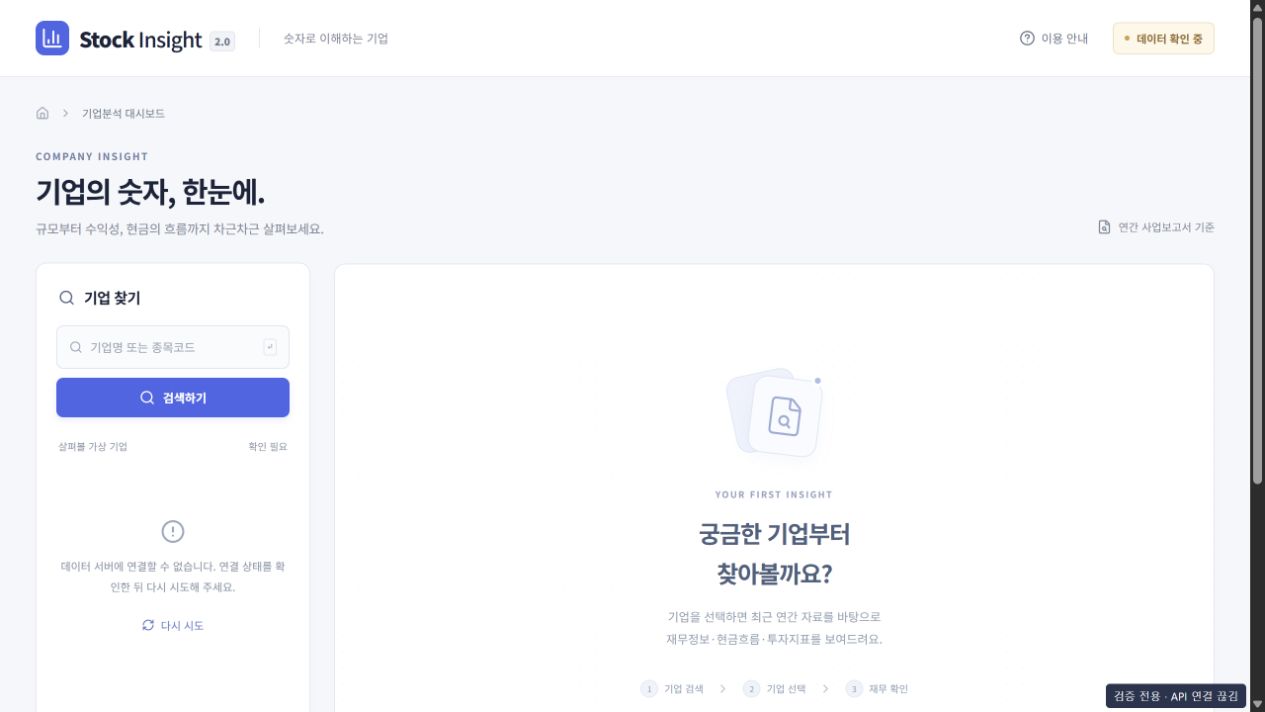 Stock Insight 2.0
숫자로 이해하는 기업
이용 안내
데이터 확인 중
기업분석 대시보드
COMPANY INSIGHT
기업의 숫자, 한눈에.
규모부터 수익성, 현금의 흐름까지 차근차근 살펴보세요.
연간 사업보고서 기준
기업 찾기
기업명 또는 종목코드
검색하기
살펴볼 가상 기업
확인 필요
데이터 서버에 연결할 수 없습니다. 연결 상태를 확
인한 뒤 다시 시도해 주세요.
다시 시도
YOUR FIRST INSIGHT
궁금한 기업부터
찾아볼까요?
기업을 선택하면 최근 연간 자료를 바탕으로
재무정보·현금흐름·투자지표를 보여드려요.
1 기업 검색
2 기업 선택
3 재무 확인
검증 전용 · API 연결 끊김